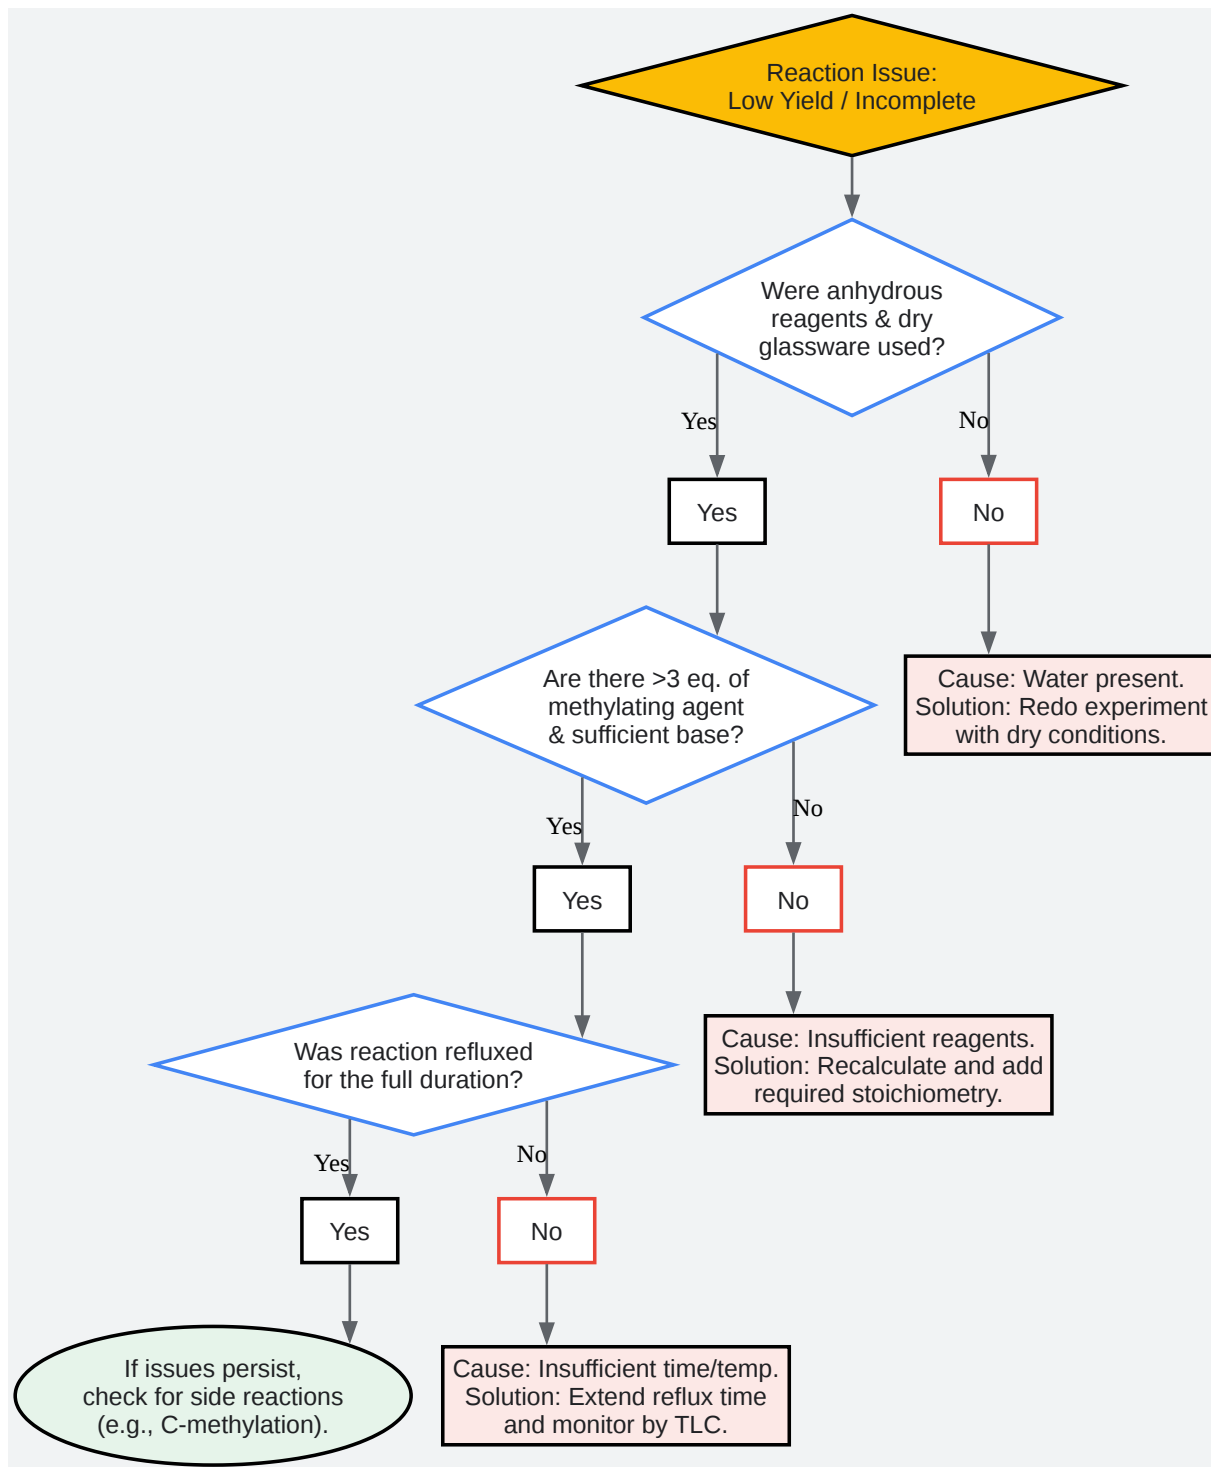 Reaction Issue:
Low Yield / Incomplete
Were anhydrous
reagents & dry
glassware used?
Yes
No
Yes
No
Are there >3 eq. of
methylating agent
& sufficient base?
Cause: Water present.
Solution: Redo experiment
with dry conditions.
Yes
No
Yes
No
Was reaction refluxed
for the full duration?
Cause: Insufficient reagents.
Solution: Recalculate and add
required stoichiometry.
Yes
No
Yes
No
If issues persist,
check for side reactions
(e.g., C-methylation).
Cause: Insufficient time/temp.
Solution: Extend reflux time
and monitor by TLC.